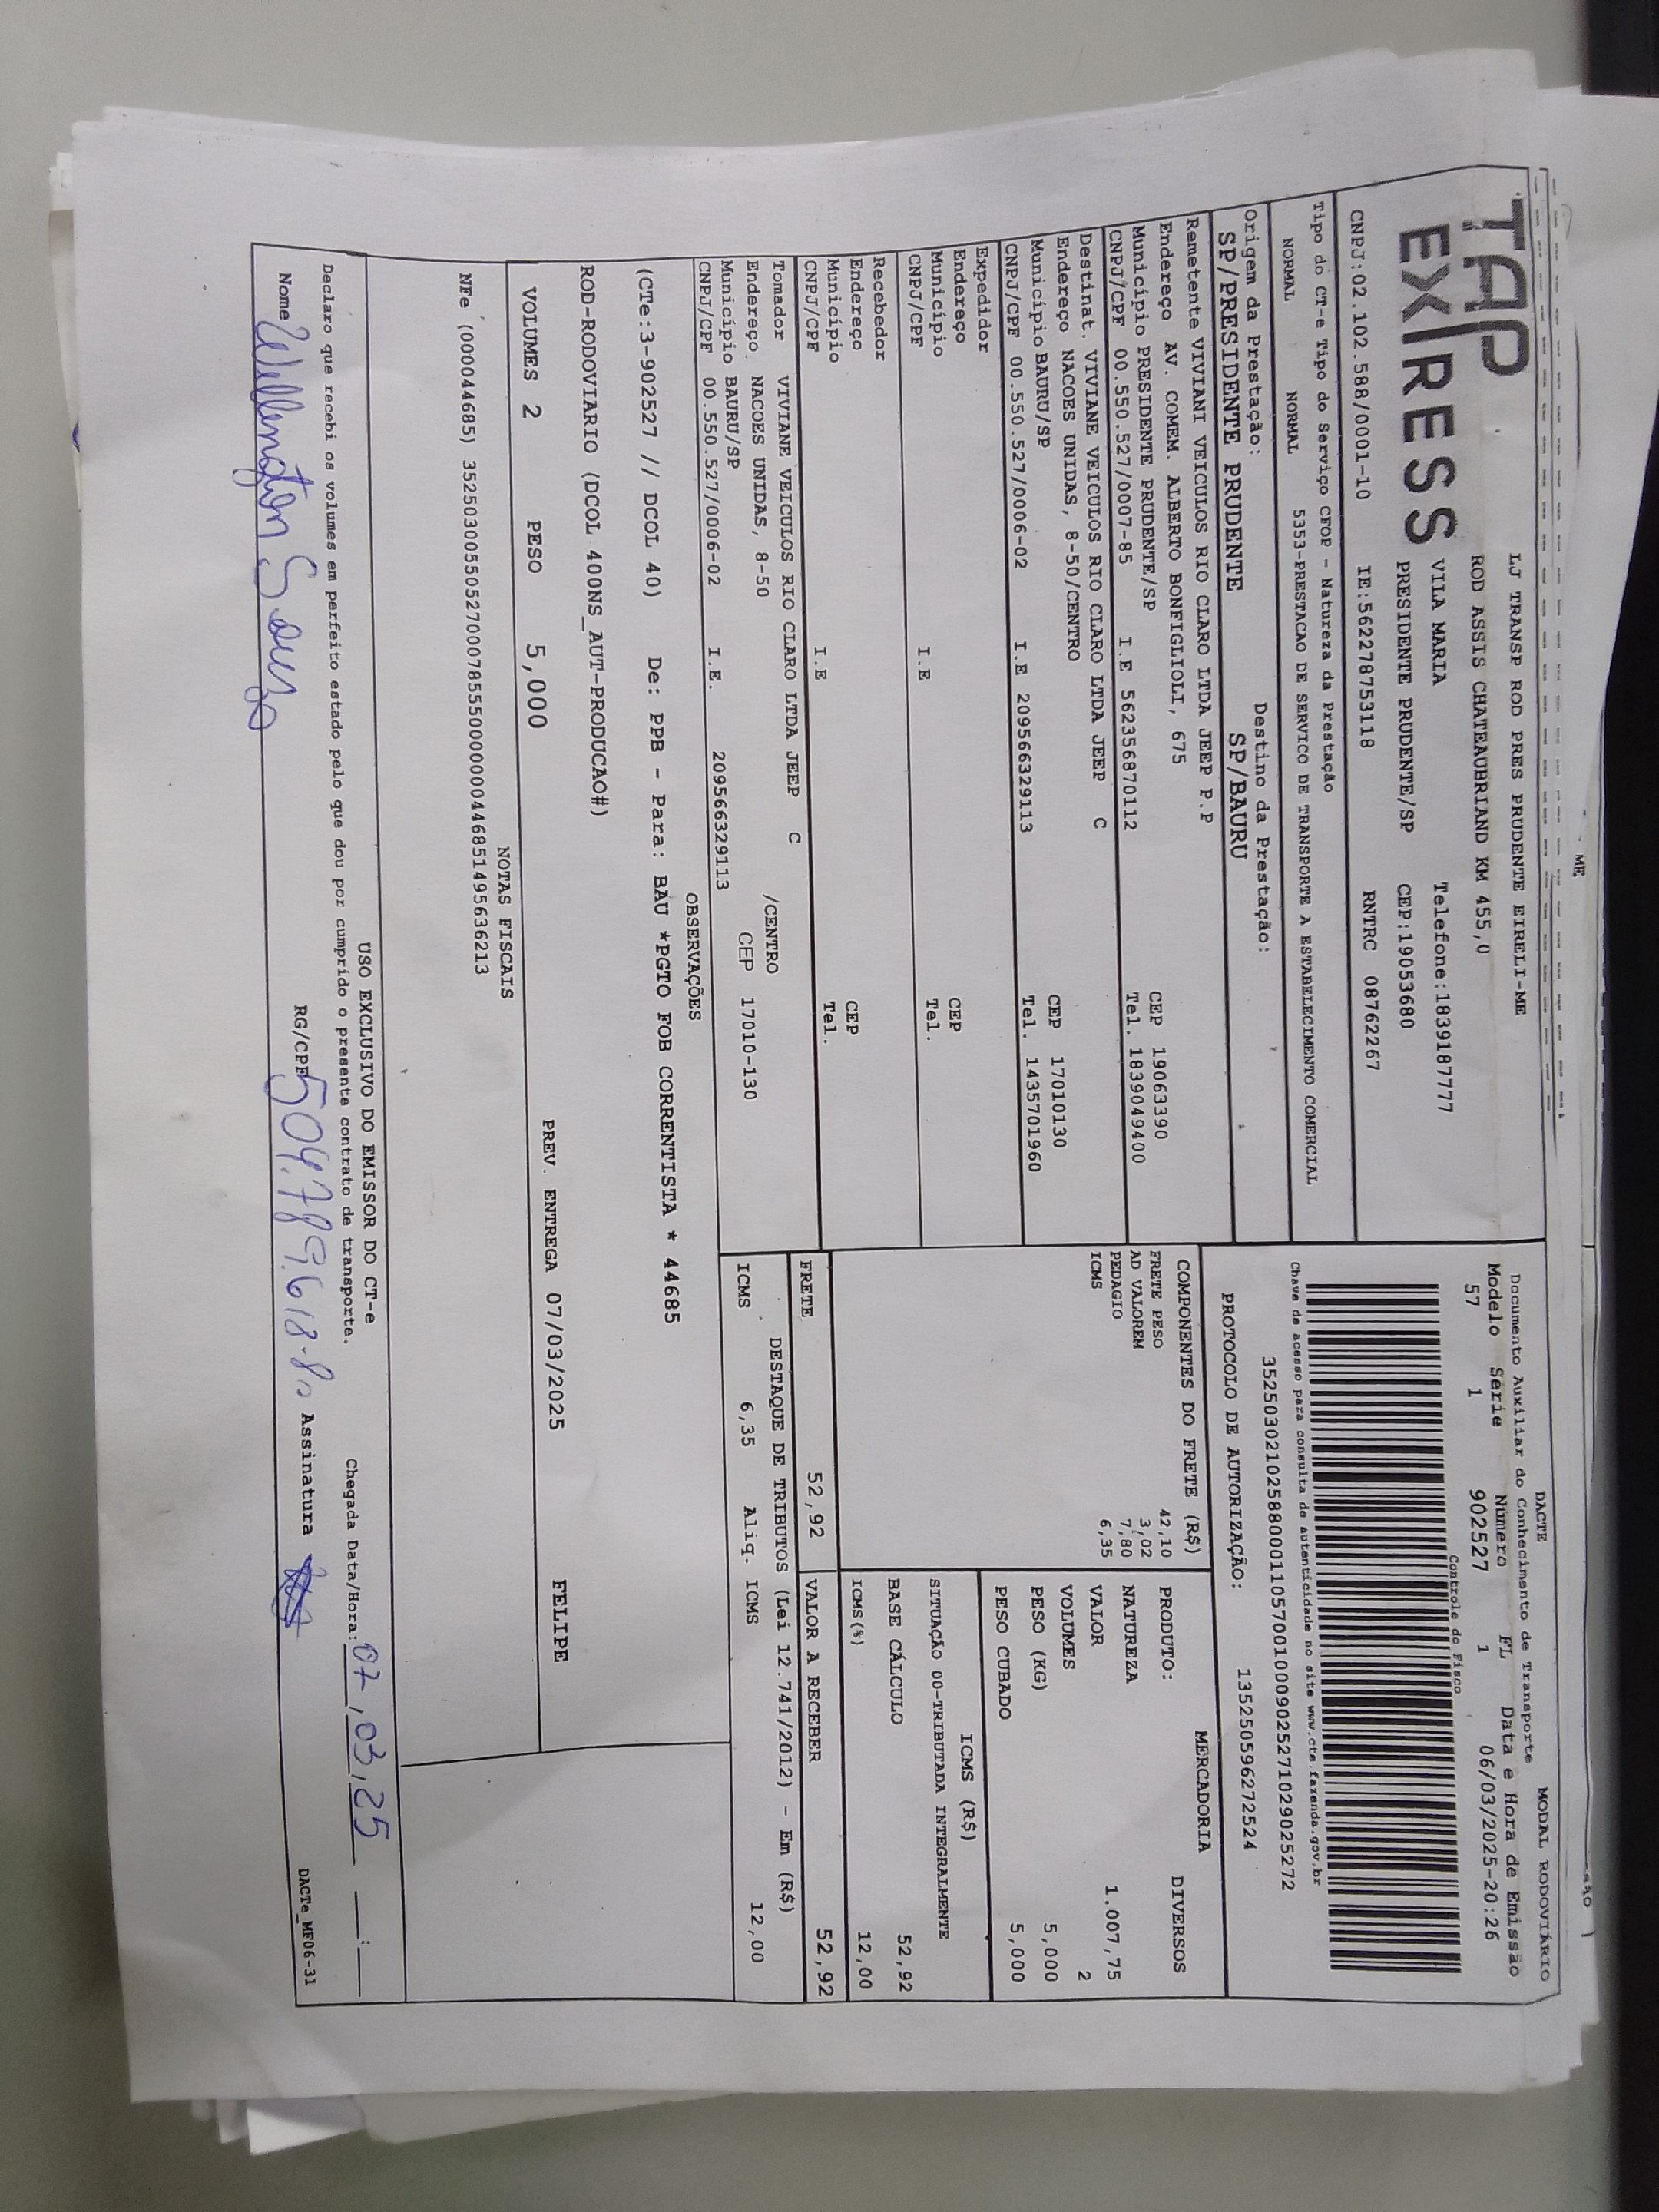 TAP EX/RESS
LJ TRANSP ROD PRES PRUDENTE EIRELI-ME
ROD ASSIS CHATEAUBRIAND KM 455,0
VILA MARIA Telefone:1839187777
PRESIDENTE PRUDENTE/SP CEP:19053680
CNPJ:02.102.588/0001-10 IE:562278753118 RNTRC 08762267
DACTE MODAL RODOVIÁRIO
Documento Auxiliar do Conhecimento de Transporte
Modelo Série Número FL Data e Hora de Emissão
57 1 902527 1 06/03/2025-20:26
Controle do Fisco
Chave de acesso para consulta de autenticidade no site www.cte.fazenda.gov.br
35250302102588000110570010009025271029025272
PROTOCOLO DE AUTORIZAÇÃO: 135250596272524
Tipo do CT-e Tipo do Serviço CFOP - Natureza da Prestação
NORMAL NORMAL 5353-PRESTACAO DE SERVICO DE TRANSPORTE A ESTABELECIMENTO COMERCIAL
Origem da Prestação: Destino da Prestação:
SP/PRESIDENTE PRUDENTE SP/BAURU
Remetente VIVIANI VEICULOS RIO CLARO LTDA JEEP P.P
Endereço AV. COMEM. ALBERTO BONFIGLIOLI, 675
Município PRESIDENTE PRUDENTE/SP CEP 19063390
CNPJ/CPF 00.550.527/0007-85 I.E 562356870112 Tel. 1839049400
Destinat. VIVIANE VEICULOS RIO CLARO LTDA JEEP C
Endereço NACOES UNIDAS, 8-50/CENTRO
Município BAURU/SP CEP 17010130
CNPJ/CPF 00.550.527/0006-02 I.E 209566329113 Tel. 1435701960
Expedidor
Endereço
Município CEP
CNPJ/CPF I.E Tel.
Recebedor
Endereço
Município CEP
CNPJ/CPF I.E Tel.
Tomador VIVIANE VEICULOS RIO CLARO LTDA JEEP C
Endereço NACOES UNIDAS, 8-50 /CENTRO
Município BAURU/SP CEP 17010-130
CNPJ/CPF 00.550.527/0006-02 I.E. 209566329113
COMPONENTES DO FRETE (R$)
FRETE PESO 42,10
AD VALOREM 3,02
PEDAGIO 7,80
ICMS 6,35
MERCADORIA
PRODUTO: DIVERSOS
NATUREZA
VALOR 1.007,75
VOLUMES 2
PESO (KG) 5,000
PESO CUBADO 5,000
ICMS (R$)
SITUAÇÃO 00-TRIBUTADA INTEGRALMENTE
BASE CÁLCULO 52,92
ICMS(%) 12,00
FRETE 52,92 VALOR A RECEBER 52,92
DESTAQUE DE TRIBUTOS (Lei 12.741/2012) - Em (R$)
ICMS 6,35 Aliq. ICMS 12,00
OBSERVAÇÕES
(CTe:3-902527 // DCOL 40) De: PPB - Para: BAU *PGTO FOB CORRENTISTA * 44685
ROD-RODOVIARIO (DCOL 400NS_AUT-PRODUCAO#)
VOLUMES 2 PESO 5,000 PREV. ENTREGA 07/03/2025 FELIPE
NOTAS FISCAIS
NFe (000044685) 35250300550527000785550000000446851495636213
USO EXCLUSIVO DO EMISSOR DO CT-e
Declaro que recebi os volumes em perfeito estado pelo que dou por cumprido o presente contrato de transporte. Chegada Data/Hora: 07,03,25 __:__
Nome Wellington Souza RG/CPF Assinatura
DACTe_MF06-31